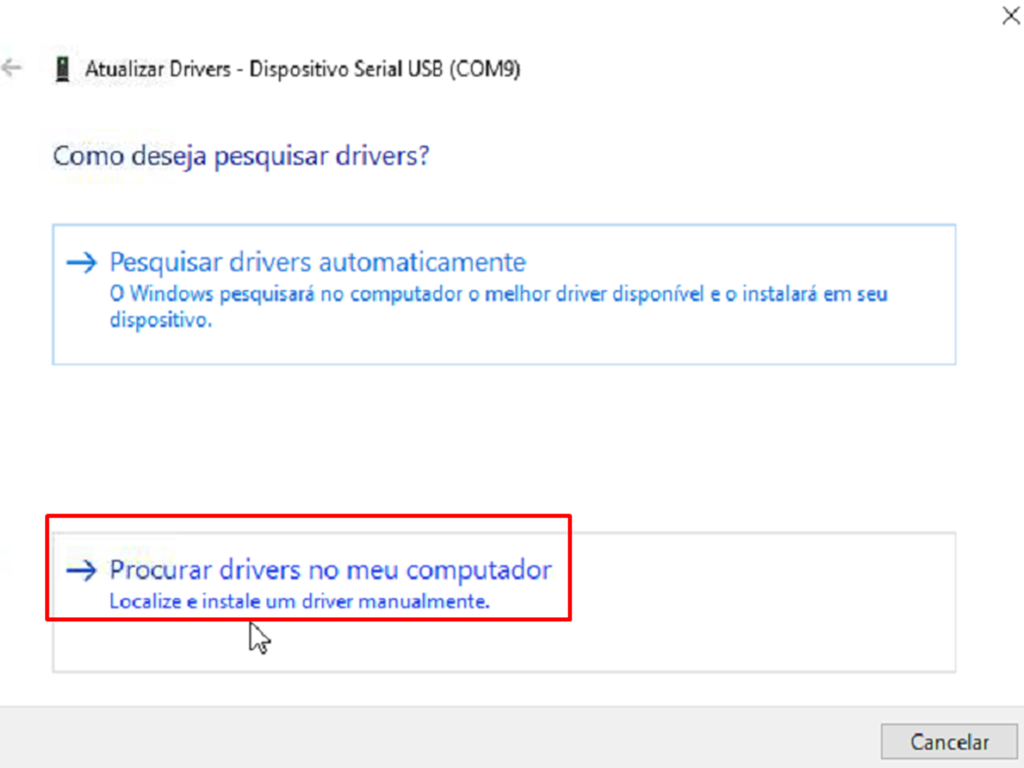 Atualizar Drivers - Dispositivo Serial USB (COM9)
Como deseja pesquisar drivers?
Pesquisar drivers automaticamente
O Windows pesquisará no computador o melhor driver disponível e o instalará em seu
dispositivo.
Procurar drivers no meu computador
Localize e instale um driver manualmente.
Cancelar